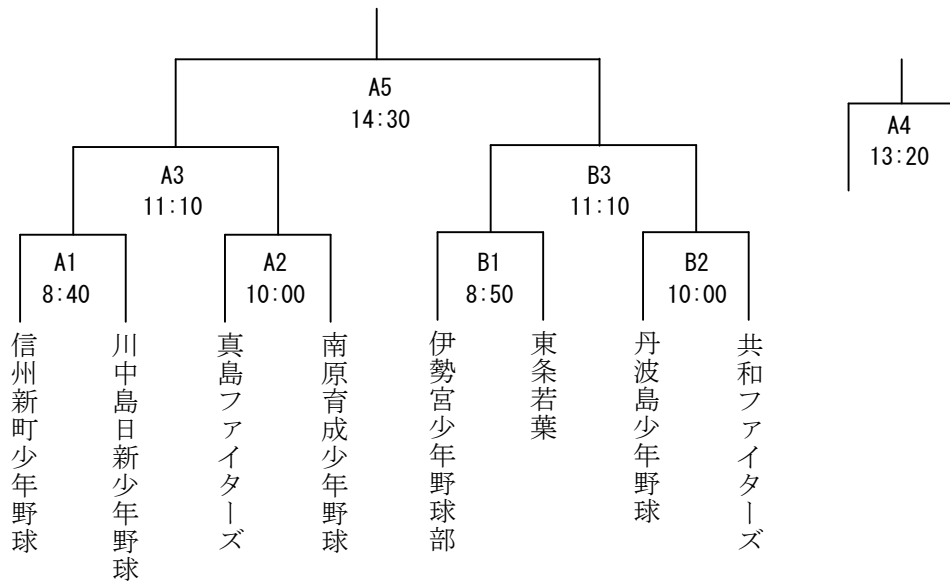 A5
14:30
A4
13:20
A3
11:10
B3
11:10
A1
8:40
A2
10:00
B1
8:50
B2
10:00
信州新町少年野球
川中島日新少年野球
真島ファイターズ
南原育成少年野球
伊勢宮少年野球部
東条若葉
丹波島少年野球
共和ファイターズ